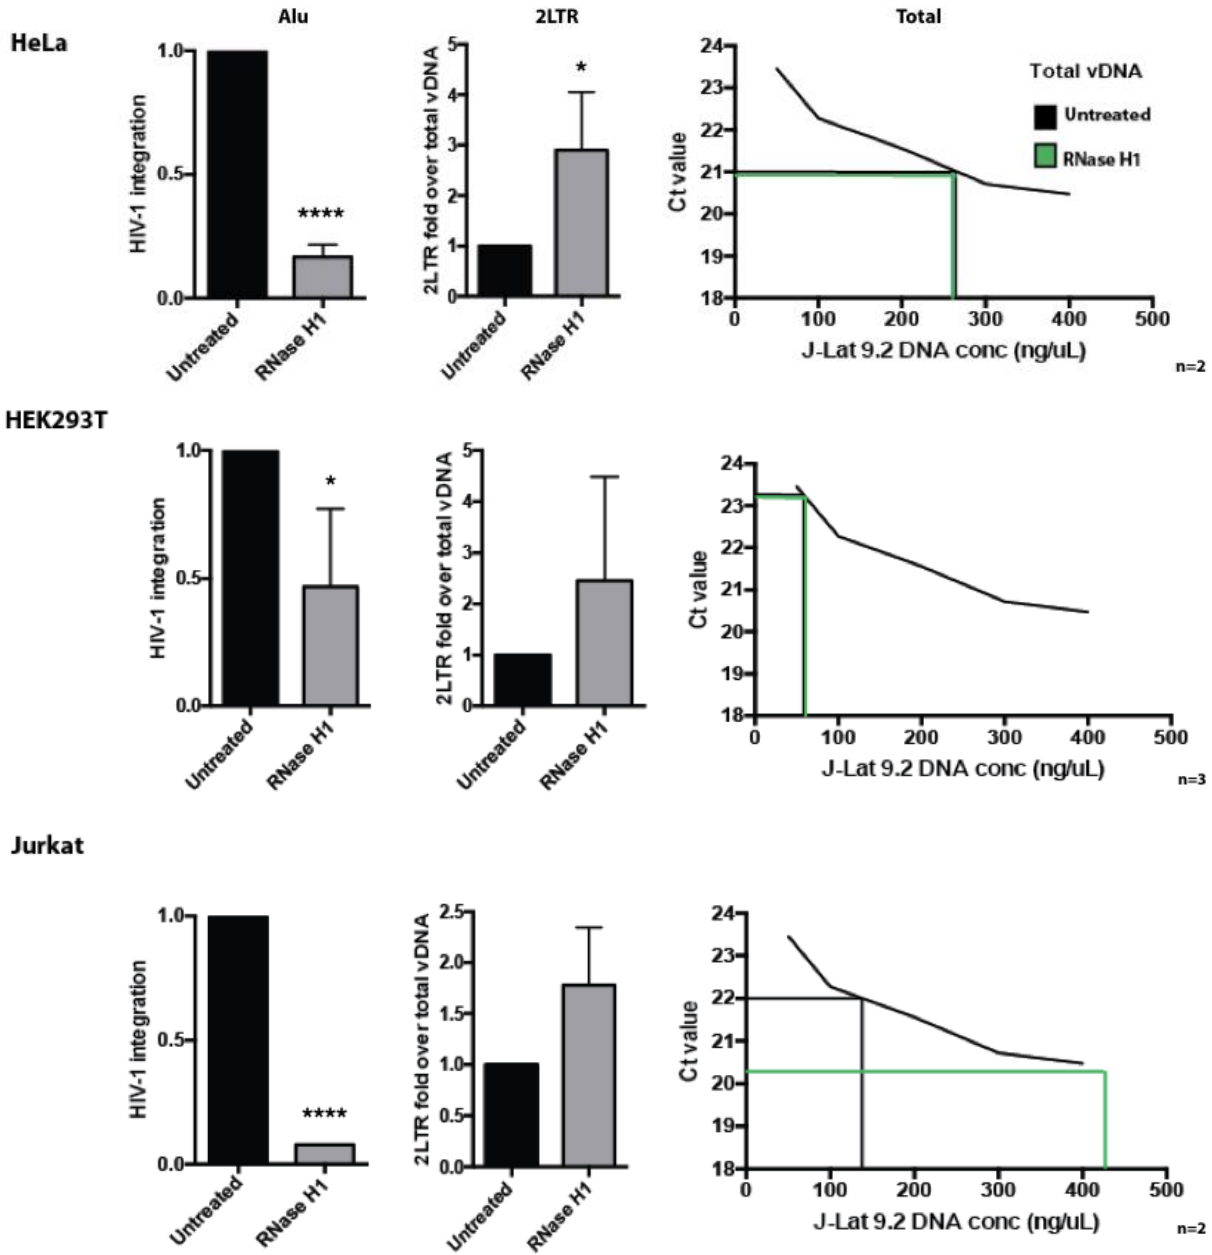 Alu
2LTR
Total
HeLa
HIV-1 integration
1.0
0.5
0.0
****
Untreated
RNase H1
2LTR fold over total vDNA
5
4
3
2
1
0
*
Untreated
RNase H1
Ct value
24
23
22
21
20
19
18
0 100 200 300 400 500
J-Lat 9.2 DNA conc (ng/uL)
Total vDNA
Untreated
RNase H1
n=2
HEK293T
HIV-1 integration
1.0
0.5
0.0
*
Untreated
RNase H1
2LTR fold over total vDNA
5
4
3
2
1
0
Untreated
RNase H1
Ct value
24
23
22
21
20
19
18
0 100 200 300 400 500
J-Lat 9.2 DNA conc (ng/uL)
n=3
Jurkat
HIV-1 integration
1.0
0.5
0.0
****
Untreated
RNase H1
2LTR fold over total vDNA
2.5
2.0
1.5
1.0
0.5
0.0
Untreated
RNase H1
Ct value
24
23
22
21
20
19
18
0 100 200 300 400 500
J-Lat 9.2 DNA conc (ng/uL)
n=2